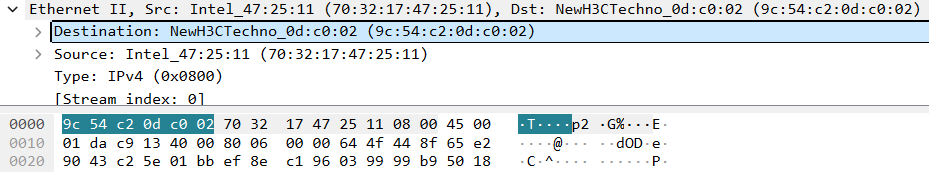 Ethernet II, Src: Intel_47:25:11 (70:32:17:47:25:11), Dst: NewH3CTechno_0d:c0:02 (9c:54:c2:0d:c0:02)
Destination: NewH3CTechno_0d:c0:02 (9c:54:c2:0d:c0:02)
Source: Intel_47:25:11 (70:32:17:47:25:11)
Type: IPv4 (0x0800)
[Stream index: 0]
0000 9c 54 c2 0d c0 02 70 32 17 47 25 11 08 00 45 00 ·T····p2 ·G%···E·
0010 01 da c9 13 40 00 80 06 00 00 64 4f 44 8f 65 e2 ····@··· ··dOD·e·
0020 90 43 c2 5e 01 bb ef 8e c1 96 03 99 99 b9 50 18 ·C·^···· ······P·